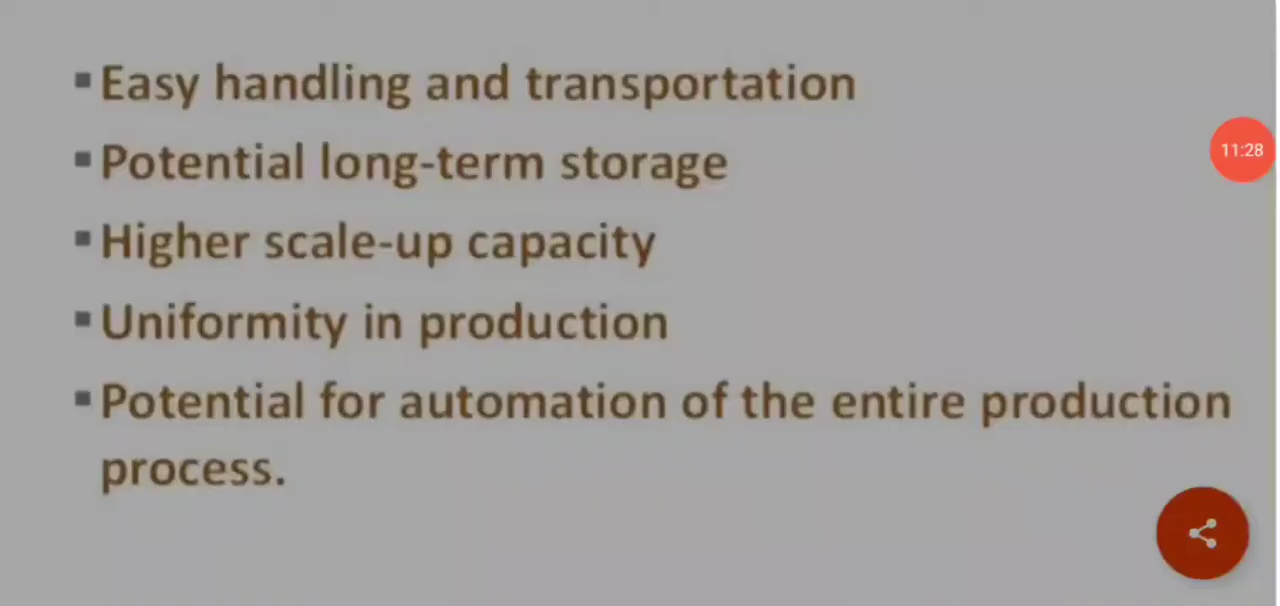 ▪Easy handling and transportation
▪Potential long-term storage
▪Higher scale-up capacity
▪Uniformity in production
▪Potential for automation of the entire production
process.
11:28